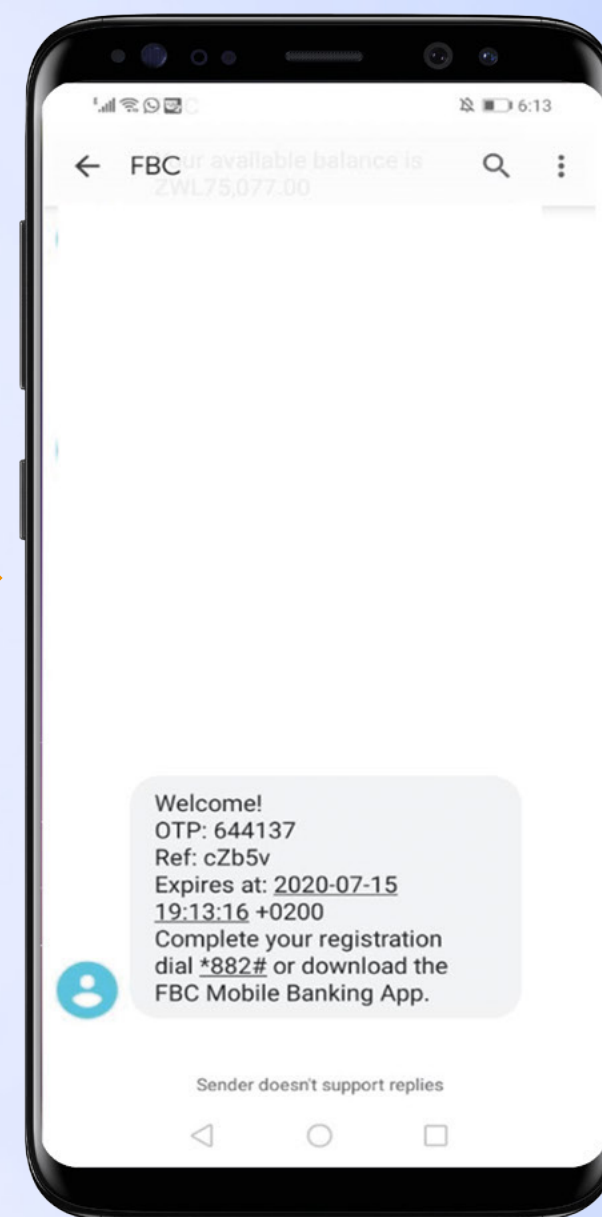 6:13
FBC
ur available balance is
ZWL75,077.00
Welcome!
OTP: 644137
Ref: cZb5v
Expires at: 2020-07-15
19:13:16 +0200
Complete your registration
dial *882# or download the
FBC Mobile Banking App.
Sender doesn't support replies